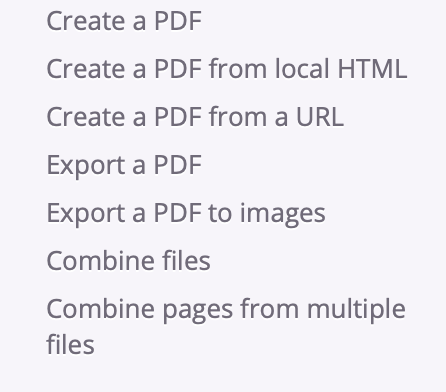 Create a PDF
Create a PDF from local HTML
Create a PDF from a URL
Export a PDF
Export a PDF to images
Combine files
Combine pages from multiple
files